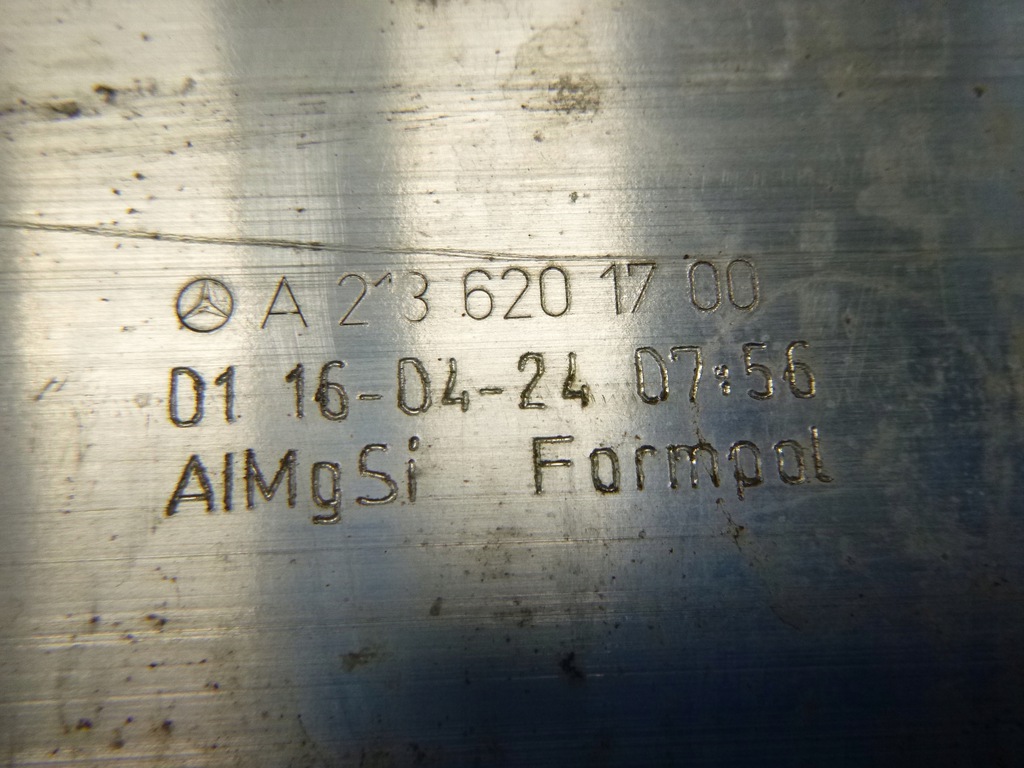 A 213 620 17 00
01 16-04-24 07:56
AlMgSi Formpol